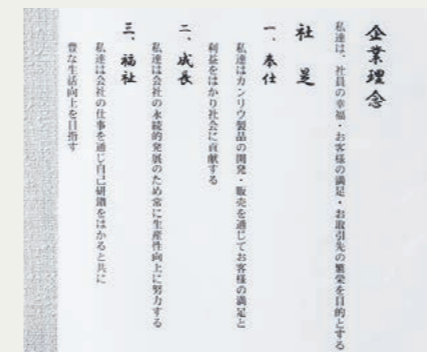 企業理念
私達は、社員の幸福・お客様の満足・お取引先の繁栄を目的とする
社是
一、奉仕
私達はカンリウ製品の開発・販売を通じてお客様の満足と
利益をはかり社会に貢献する
二、成長
私達は会社の永続的発展のため常に生産性向上に努力する
三、福祉
私達は会社の仕事を通じ自己研鑽をはかると共に
豊な生活向上を目指す